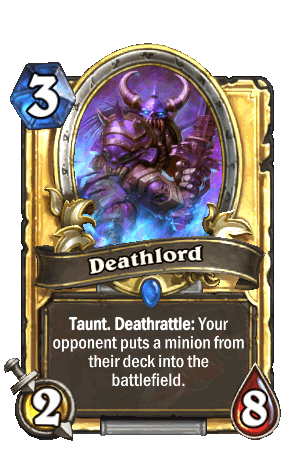 3
Deathlord
Taunt. Deathrattle: Your
opponent puts a minion from
their deck into the
battlefield.
2
8